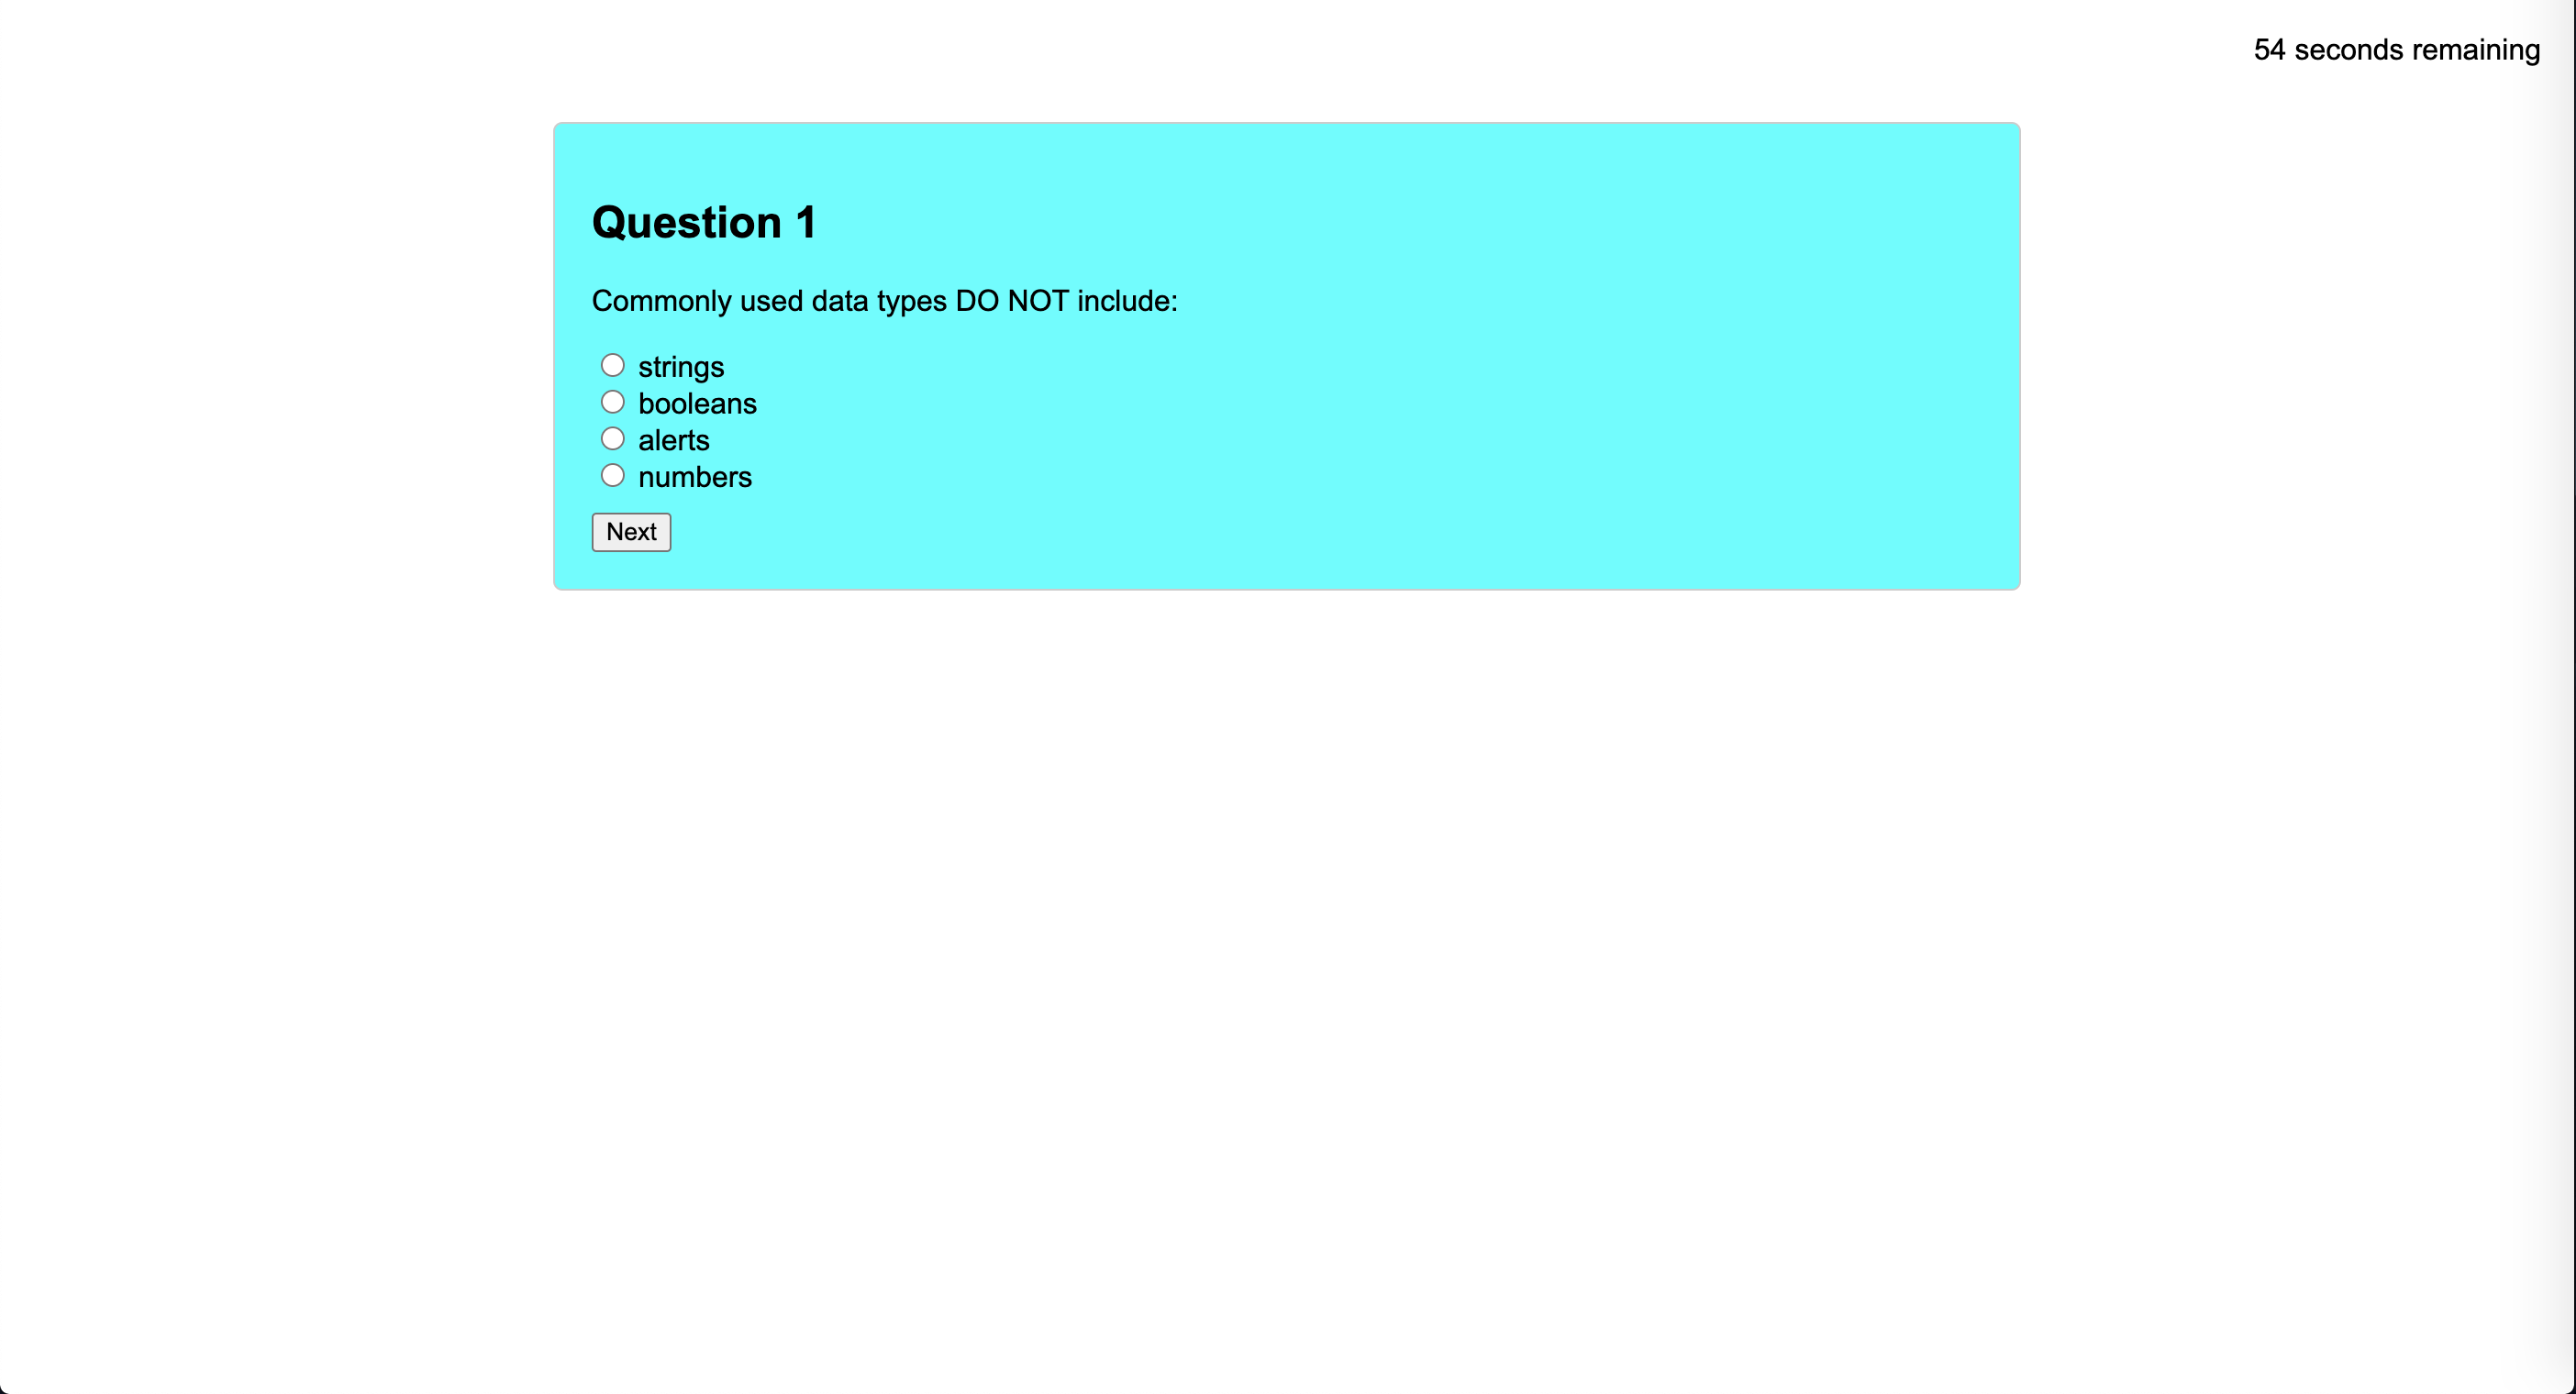 54 seconds remaining
Question 1
Commonly used data types DO NOT include:
strings
booleans
alerts
numbers
Next